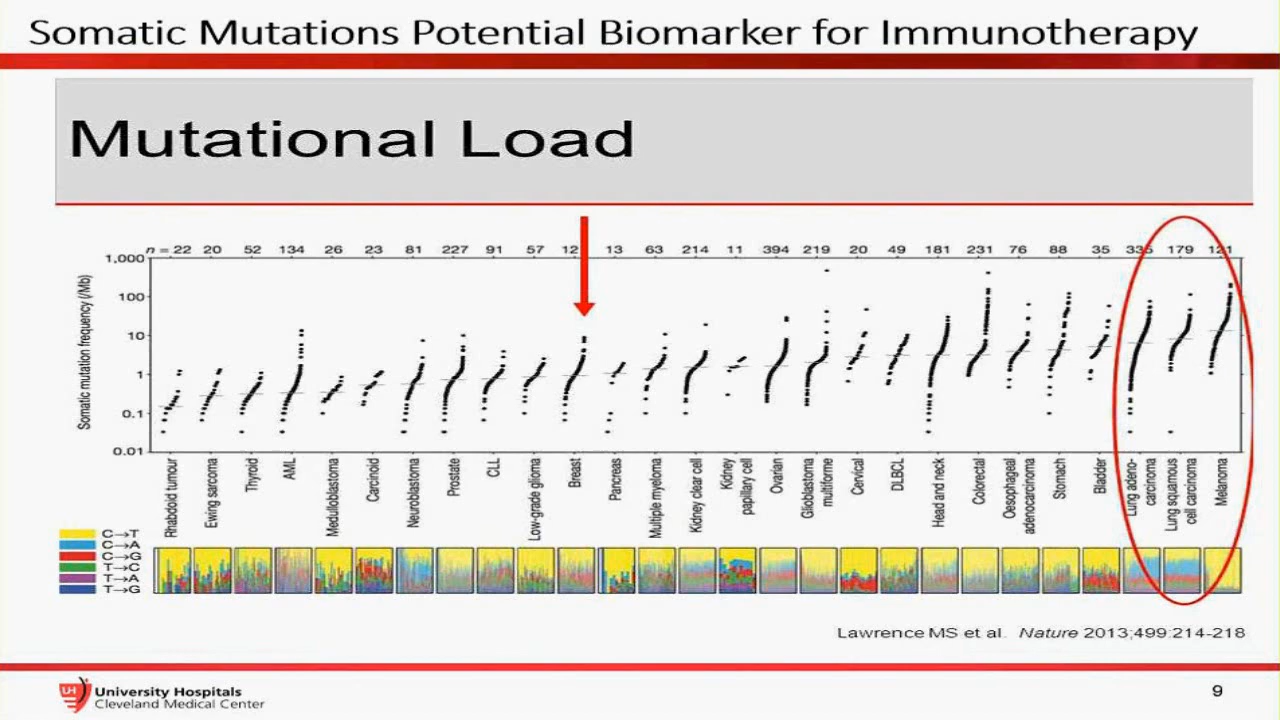 Somatic Mutations Potential Biomarker for Immunotherapy
Mutational Load
n = 22 20 52 134 26 23 81 227 91 57 12 13 63 214 11 394 219 20 49 181 231 76 88 35 335 179 121
1,000
100
10
1
0.1
0.01
Somatic mutation frequency (/Mb)
Rhabdoid tumour
Ewing sarcoma
Thyroid
AML
Medulloblastoma
Carcinoid
Neuroblastoma
Prostate
CLL
Low-grade glioma
Breast
Pancreas
Multiple myeloma
Kidney clear cell
Kidney
papillary cell
Ovarian
Glioblastoma
multiforme
Cervical
DLBCL
Head and neck
Colorectal
Oesophageal
adenocarcinoma
Stomach
Bladder
Lung adeno-
carcinoma
Lung squamous
cell carcinoma
Melanoma
C→T
C→A
C→G
T→C
T→A
T→G
Lawrence MS et al. Nature 2013;499:214-218
UH
University Hospitals
Cleveland Medical Center
9